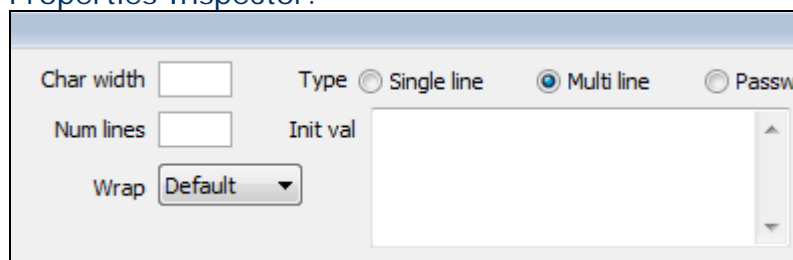 Properties Inspector.
Char width Type Single line Multi line Passw
Num lines Init val
Wrap Default